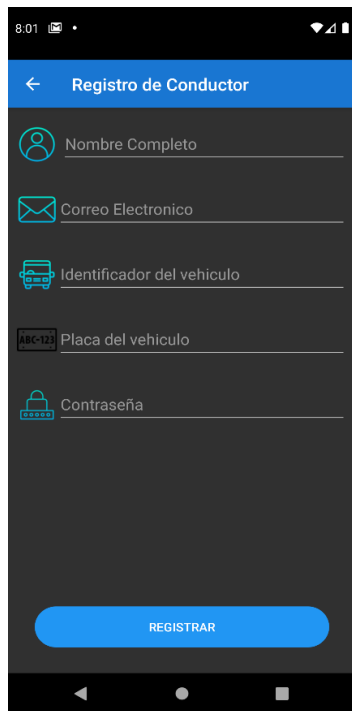 8:01
Registro de Conductor
Nombre Completo
Correo Electronico
Identificador del vehiculo
ABC-123 Placa del vehiculo
Contraseña
REGISTRAR